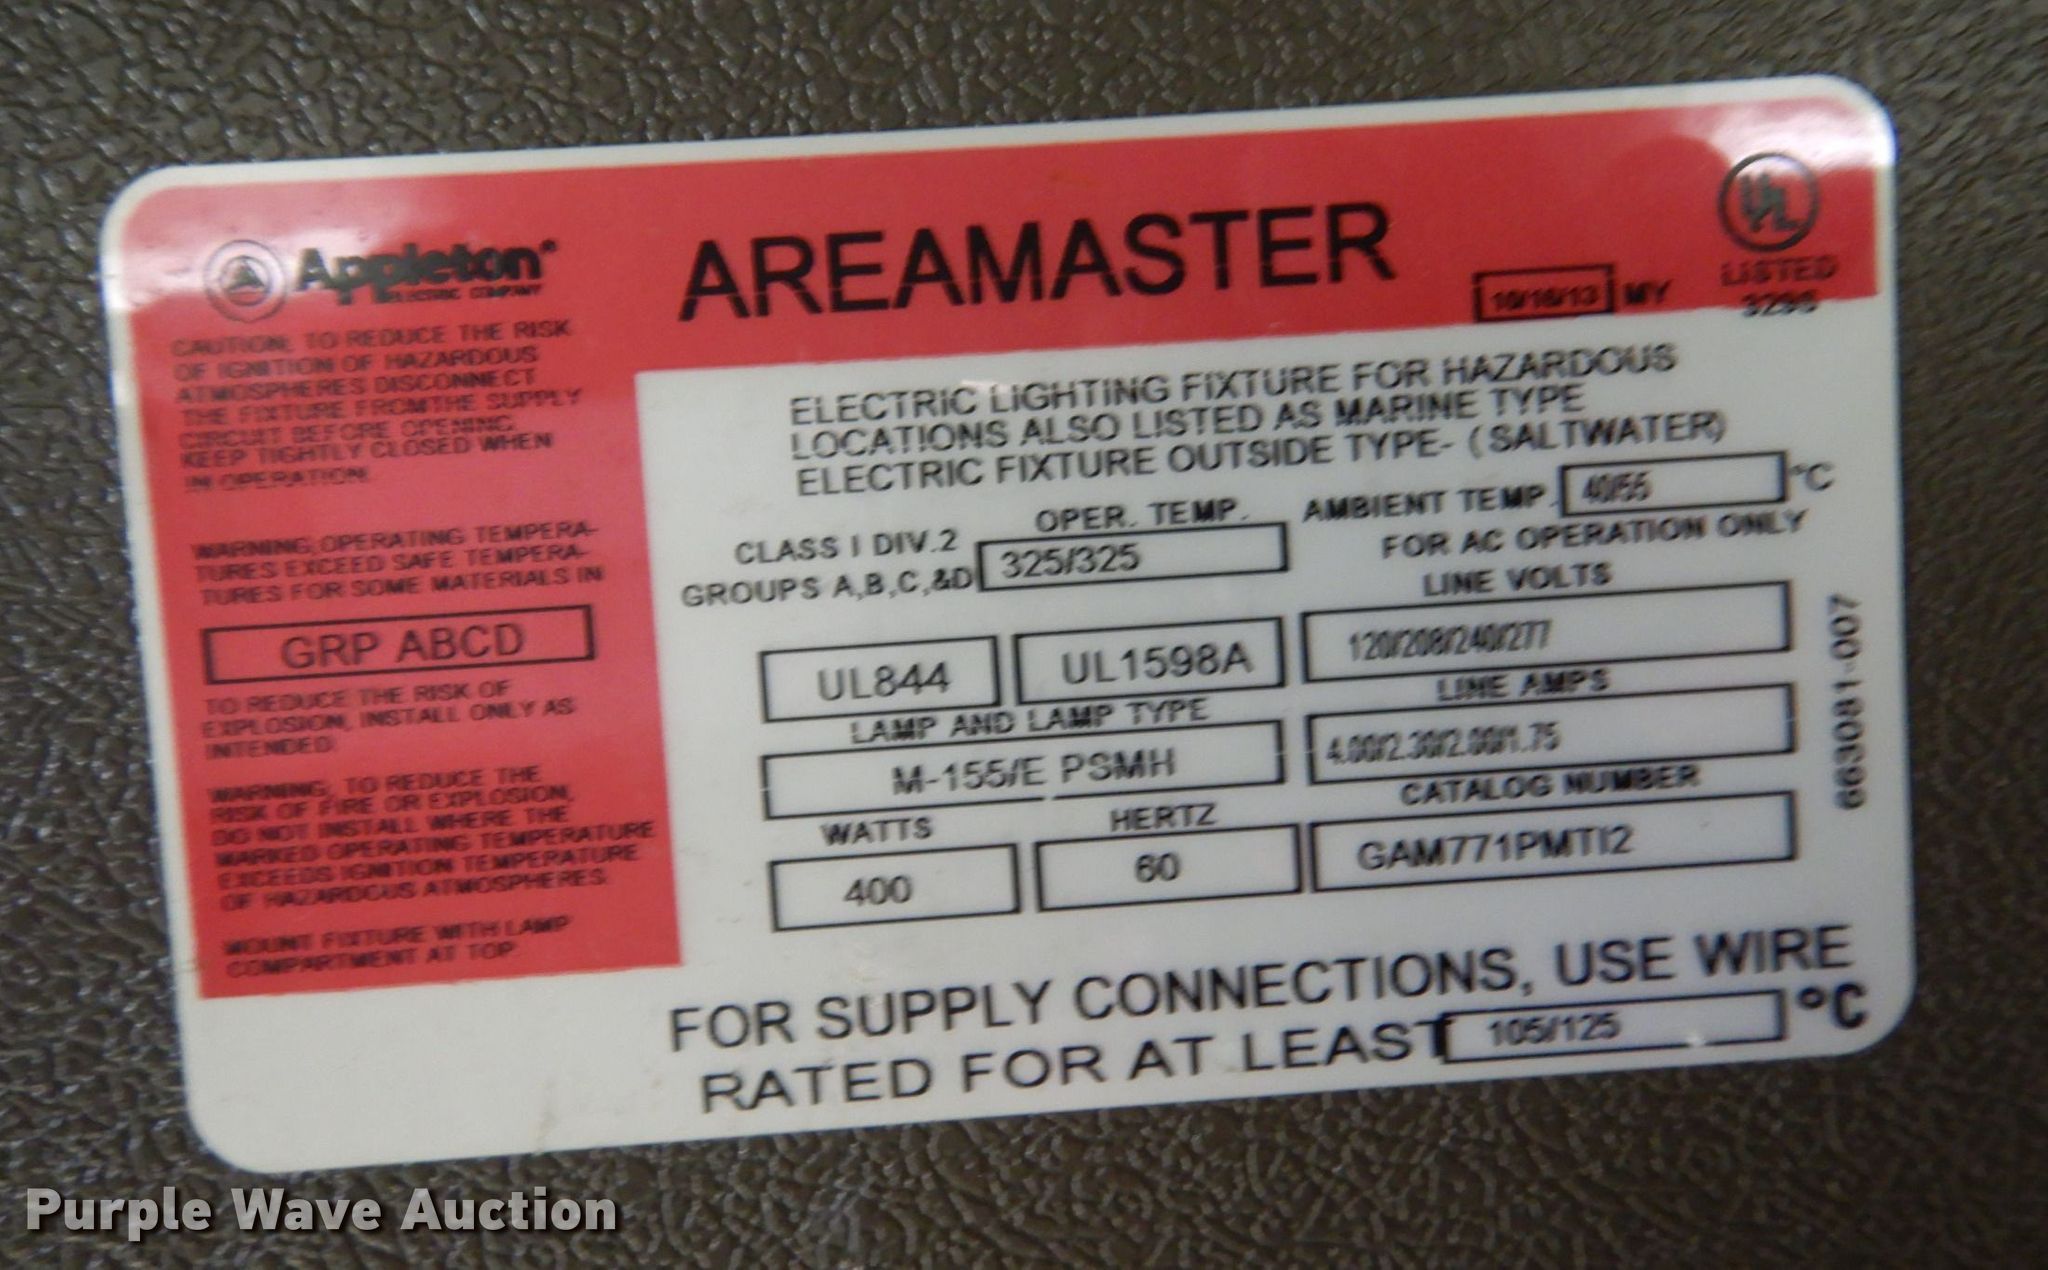 Appleton®
ELECTRIC COMPANY
AREAMASTER
10/16/13 MY
UL
LISTED
CAUTION: TO REDUCE THE RISK
OF IGNITION OF HAZARDOUS
ATMOSPHERES DISCONNECT
THE FIXTURE FROM THE SUPPLY
CIRCUIT BEFORE OPENING.
KEEP TIGHTLY CLOSED WHEN
IN OPERATION.
WARNING: OPERATING TEMPERA-
TURES EXCEED SAFE TEMPERA-
TURES FOR SOME MATERIALS IN
GRP ABCD
TO REDUCE THE RISK OF
EXPLOSION, INSTALL ONLY AS
INTENDED.
WARNING: TO REDUCE THE
RISK OF FIRE OR EXPLOSION,
DO NOT INSTALL WHERE THE
MARKED OPERATING TEMPERATURE
EXCEEDS IGNITION TEMPERATURE
OF HAZARDOUS ATMOSPHERES.
MOUNT FIXTURE WITH LAMP
COMPARTMENT AT TOP.
ELECTRIC LIGHTING FIXTURE FOR HAZARDOUS
LOCATIONS ALSO LISTED AS MARINE TYPE
ELECTRIC FIXTURE OUTSIDE TYPE- (SALTWATER)
OPER. TEMP. AMBIENT TEMP. 40/55 °C
CLASS I DIV.2 FOR AC OPERATION ONLY
GROUPS A,B,C,&D 325/325
LINE VOLTS
UL844 UL1598A 120/208/240/277
LAMP AND LAMP TYPE LINE AMPS
M-155/E PSMH 4.00/2.30/2.00/1.75
WATTS HERTZ CATALOG NUMBER
400 60 GAM771PMTI2
663081-007
FOR SUPPLY CONNECTIONS, USE WIRE
RATED FOR AT LEAST 105/125 °C
Purple Wave Auction